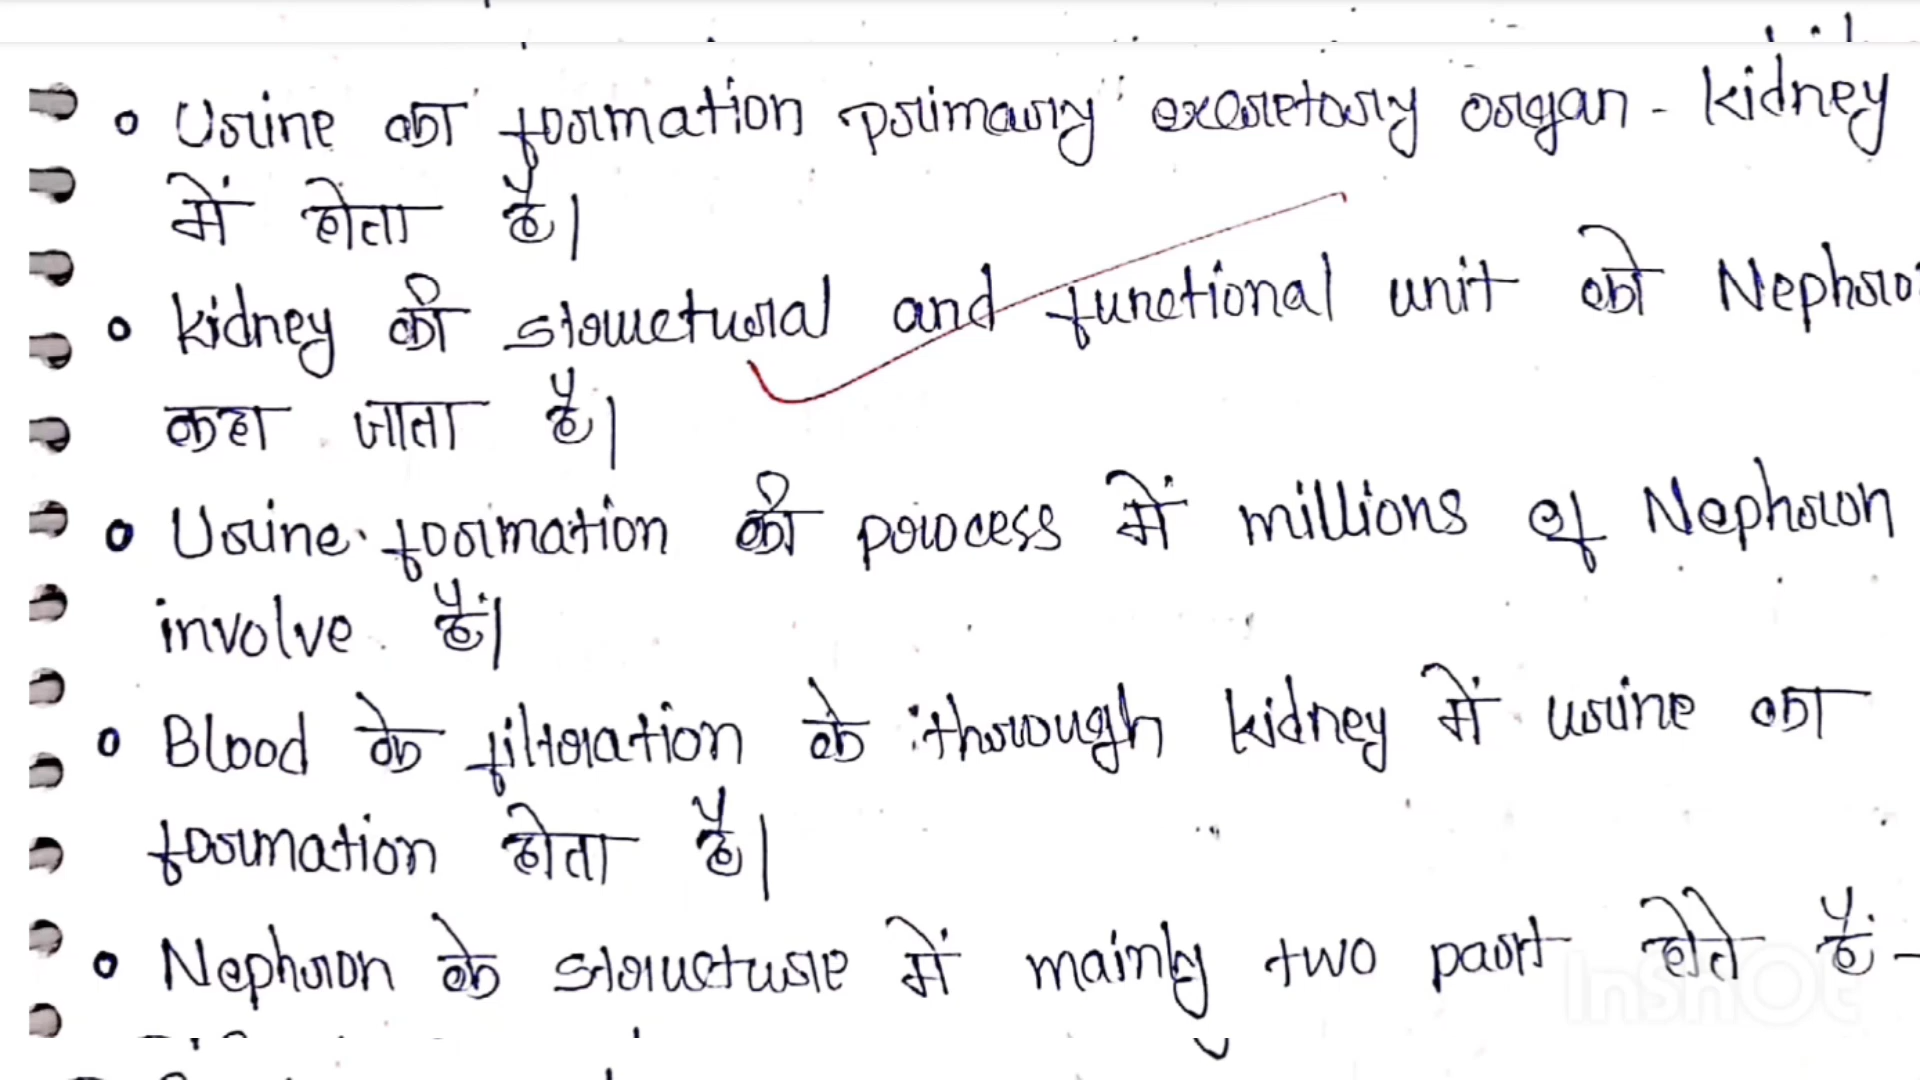 • Urine का formation primary excretory organ - kidney
में होता है।
• kidney की structural and functional unit को Nephro
कहा जाता है।
• Urine formation की process में millions of Nephron
involve हैं।
• Blood के filtration के through kidney में urine का
formation होता है।
• Nephron के structure में mainly two part होते हैं -
InShOt